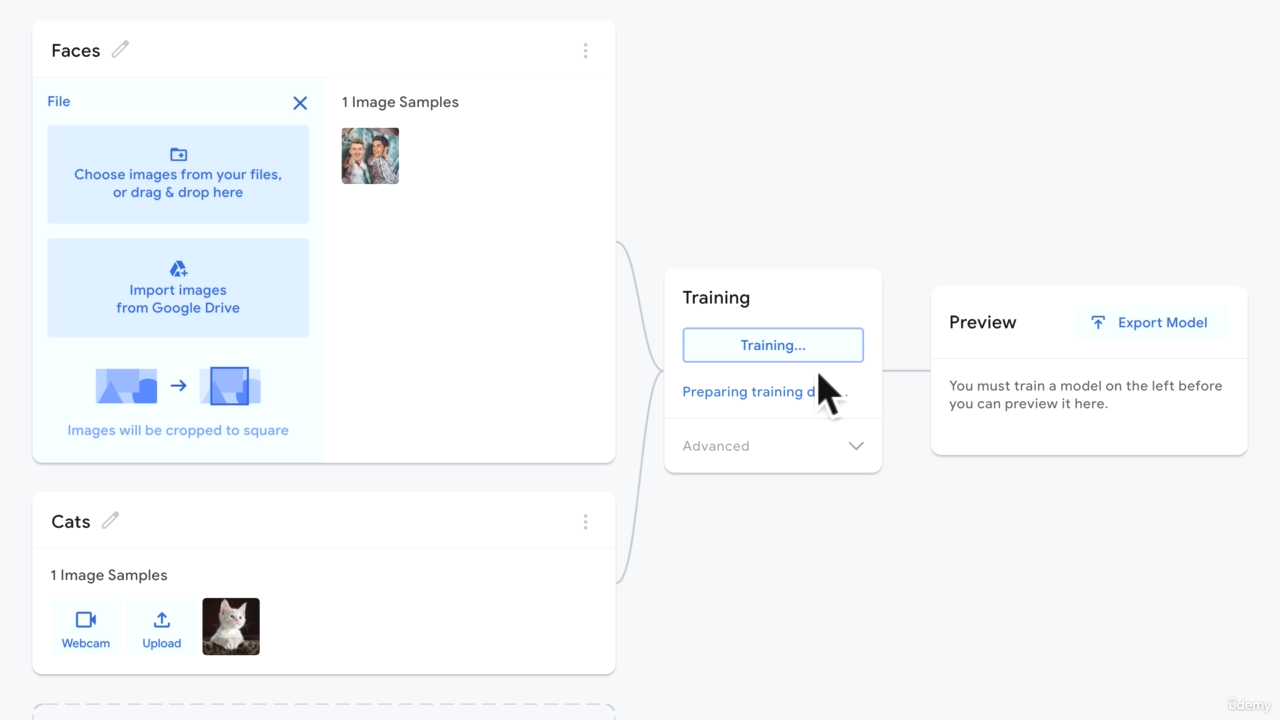 Faces
File
1 Image Samples
Choose images from your files,
or drag & drop here
Import images
from Google Drive
Images will be cropped to square
Training
Training...
Preparing training
Advanced
Preview
Export Model
You must train a model on the left before
you can preview it here.
Cats
1 Image Samples
Webcam
Upload
ûdemy